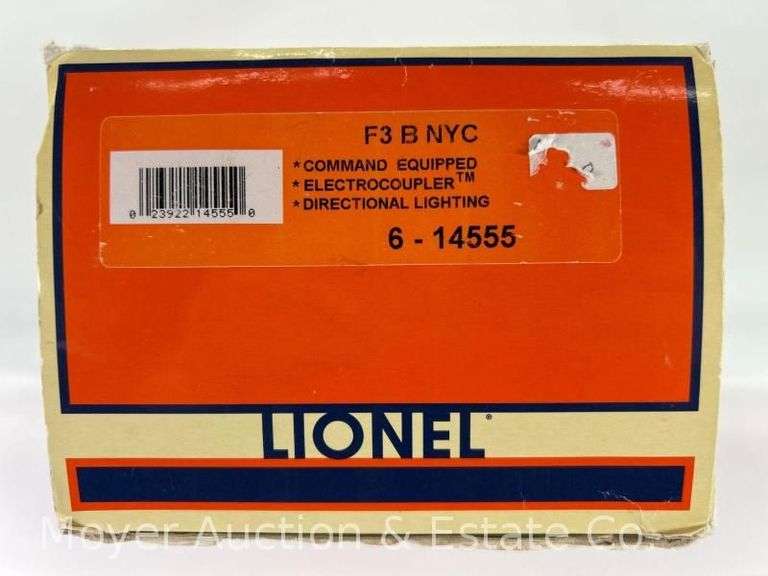 F3 B NYC
*COMMAND EQUIPPED
*ELECTROCOUPLER™
*DIRECTIONAL LIGHTING
6 - 14555
0 23922 14555 0
LIONEL®
Moyer Auction & Estate Co.